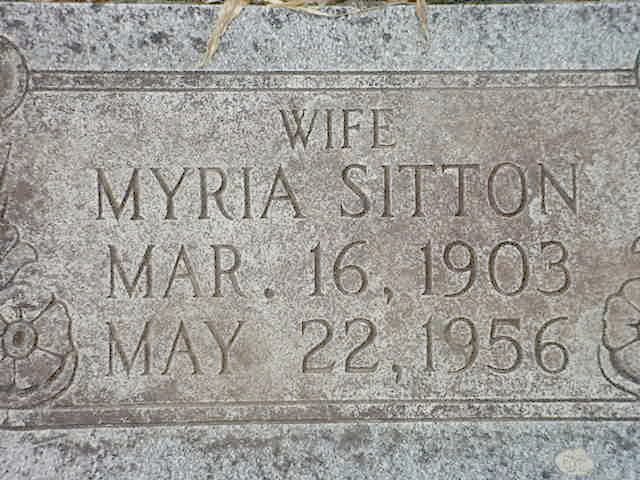 WIFE
MYRIA SITTON
MAR. 16, 1903
MAY 22, 1956